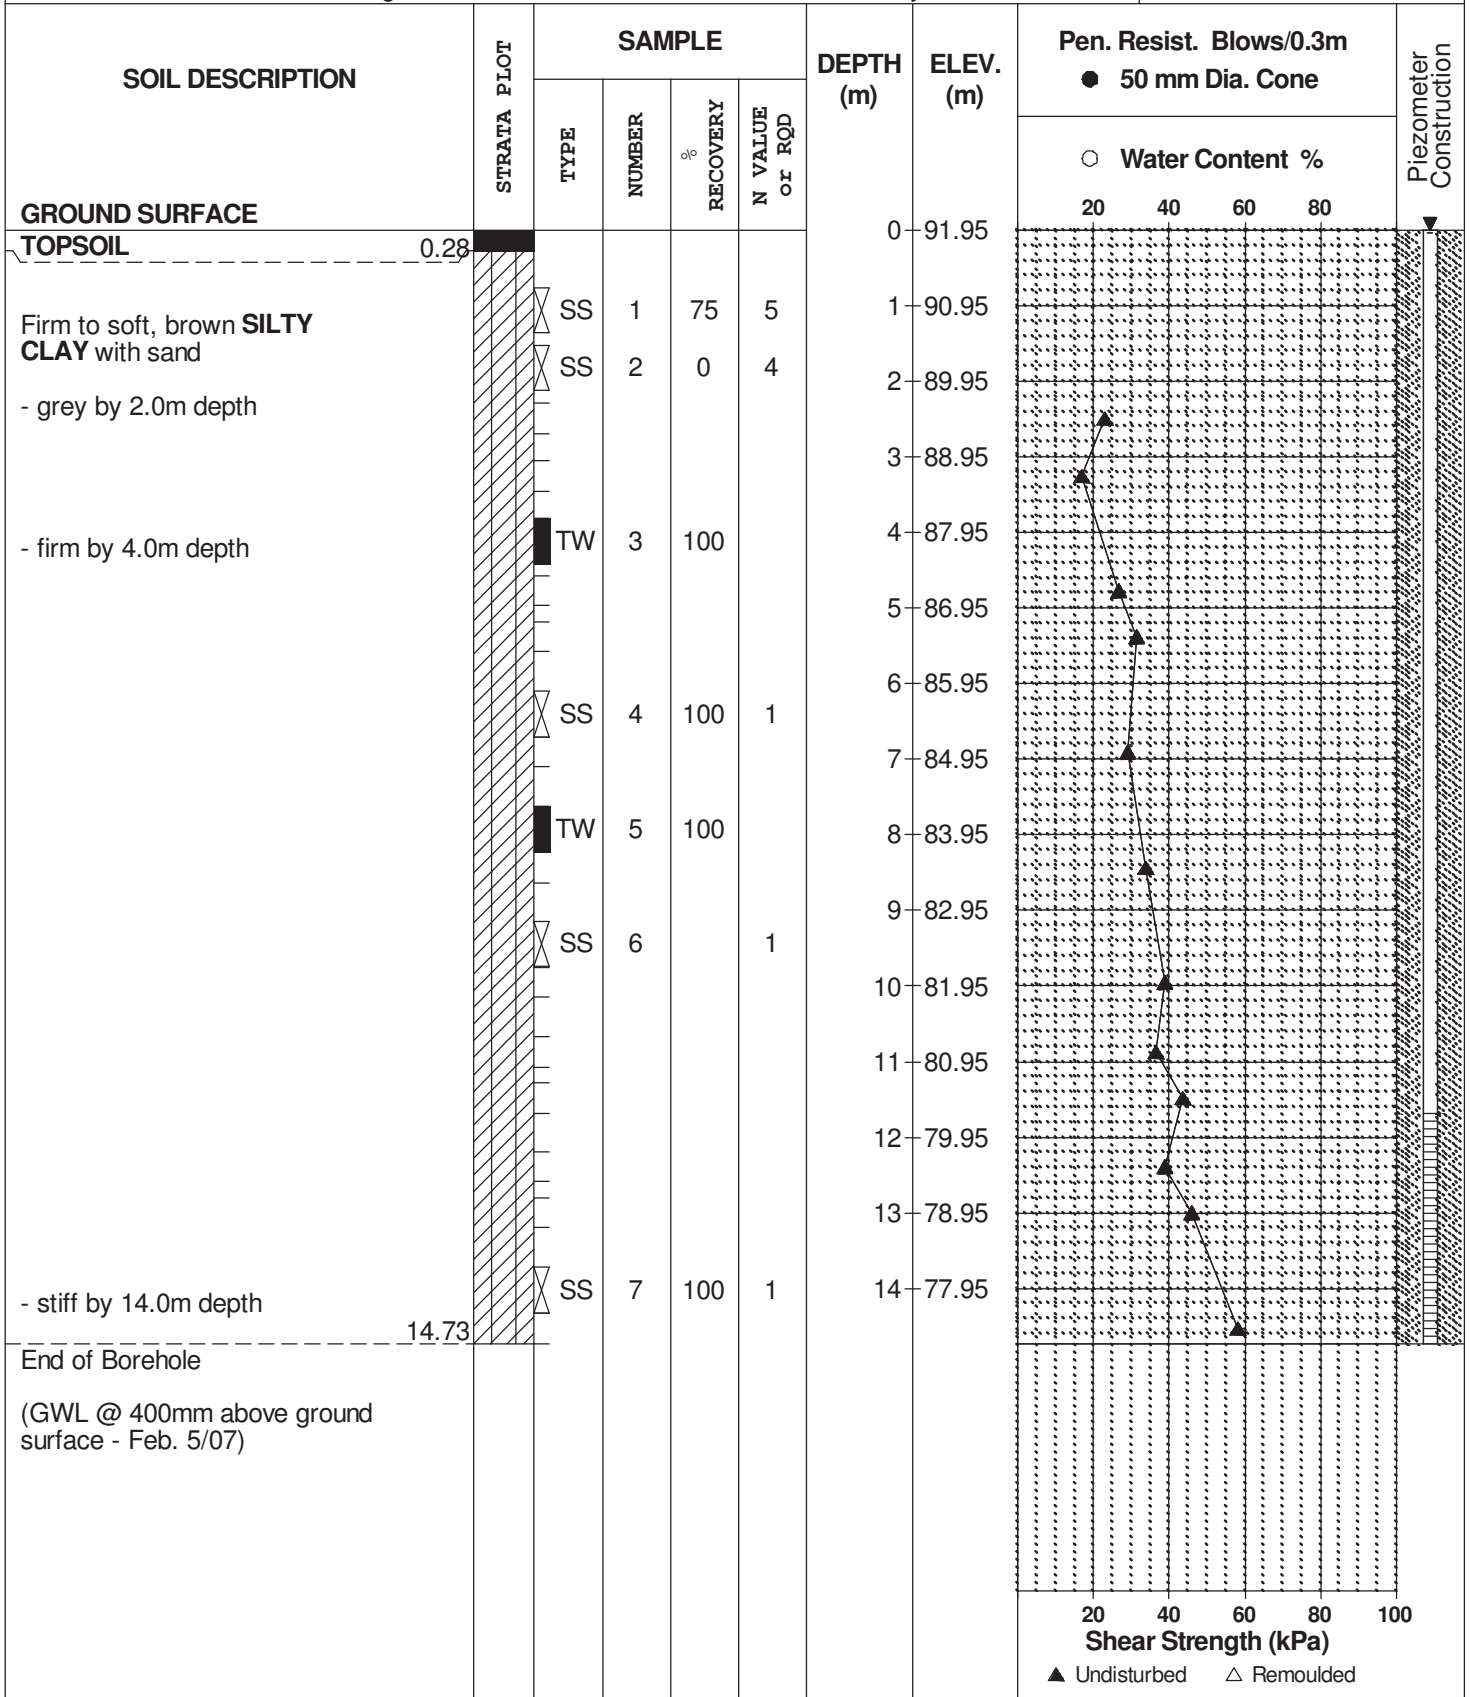 SOIL DESCRIPTION
STRATA PLOT
SAMPLE
TYPE
NUMBER
% RECOVERY
N VALUE or RQD
DEPTH (m)
ELEV. (m)
Pen. Resist. Blows/0.3m
● 50 mm Dia. Cone
○ Water Content %
20 40 60 80
Piezometer Construction
GROUND SURFACE
TOPSOIL 0.28
0 91.95
Firm to soft, brown SILTY
CLAY with sand
SS 1 75 5
1 90.95
SS 2 0 4
2 89.95
- grey by 2.0m depth
3 88.95
- firm by 4.0m depth
TW 3 100
4 87.95
5 86.95
6 85.95
SS 4 100 1
7 84.95
TW 5 100
8 83.95
9 82.95
SS 6 1
10 81.95
11 80.95
12 79.95
13 78.95
- stiff by 14.0m depth
SS 7 100 1
14 77.95
14.73
End of Borehole
(GWL @ 400mm above ground
surface - Feb. 5/07)
20 40 60 80 100
Shear Strength (kPa)
▲ Undisturbed △ Remoulded